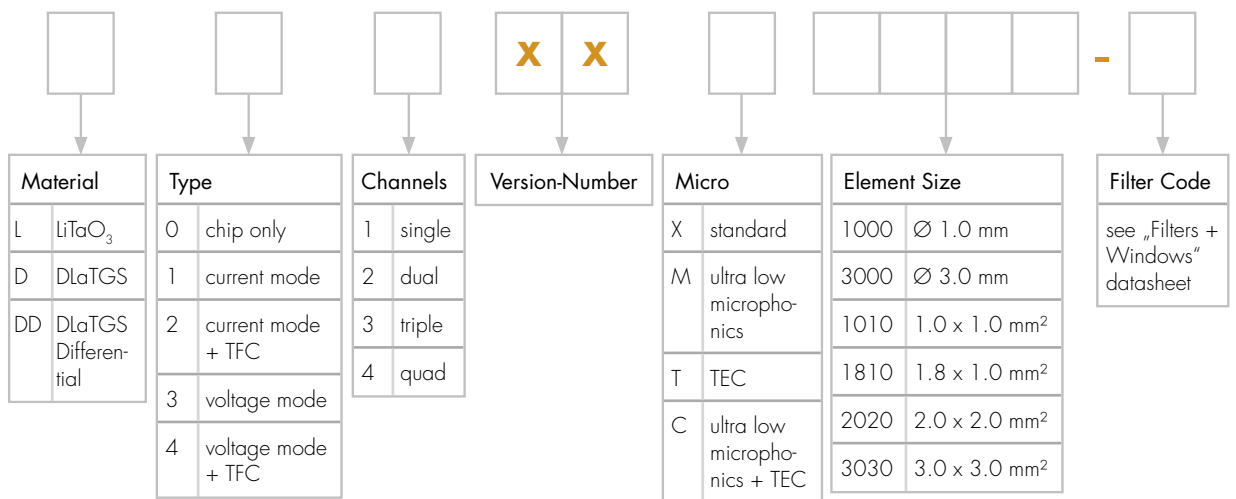 X X -
Material
L LiTaO₃
D DLaTGS
DD DLaTGS
Differen-
tial
Type
0 chip only
1 current mode
2 current mode
+ TFC
3 voltage mode
4 voltage mode
+ TFC
Channels
1 single
2 dual
3 triple
4 quad
Version-Number
Micro
X standard
M ultra low
micropho-
nics
T TEC
C ultra low
micropho-
nics + TEC
Element Size
1000 Ø 1.0 mm
3000 Ø 3.0 mm
1010 1.0 x 1.0 mm²
1810 1.8 x 1.0 mm²
2020 2.0 x 2.0 mm²
3030 3.0 x 3.0 mm²
Filter Code
see „Filters +
Windows“
datasheet